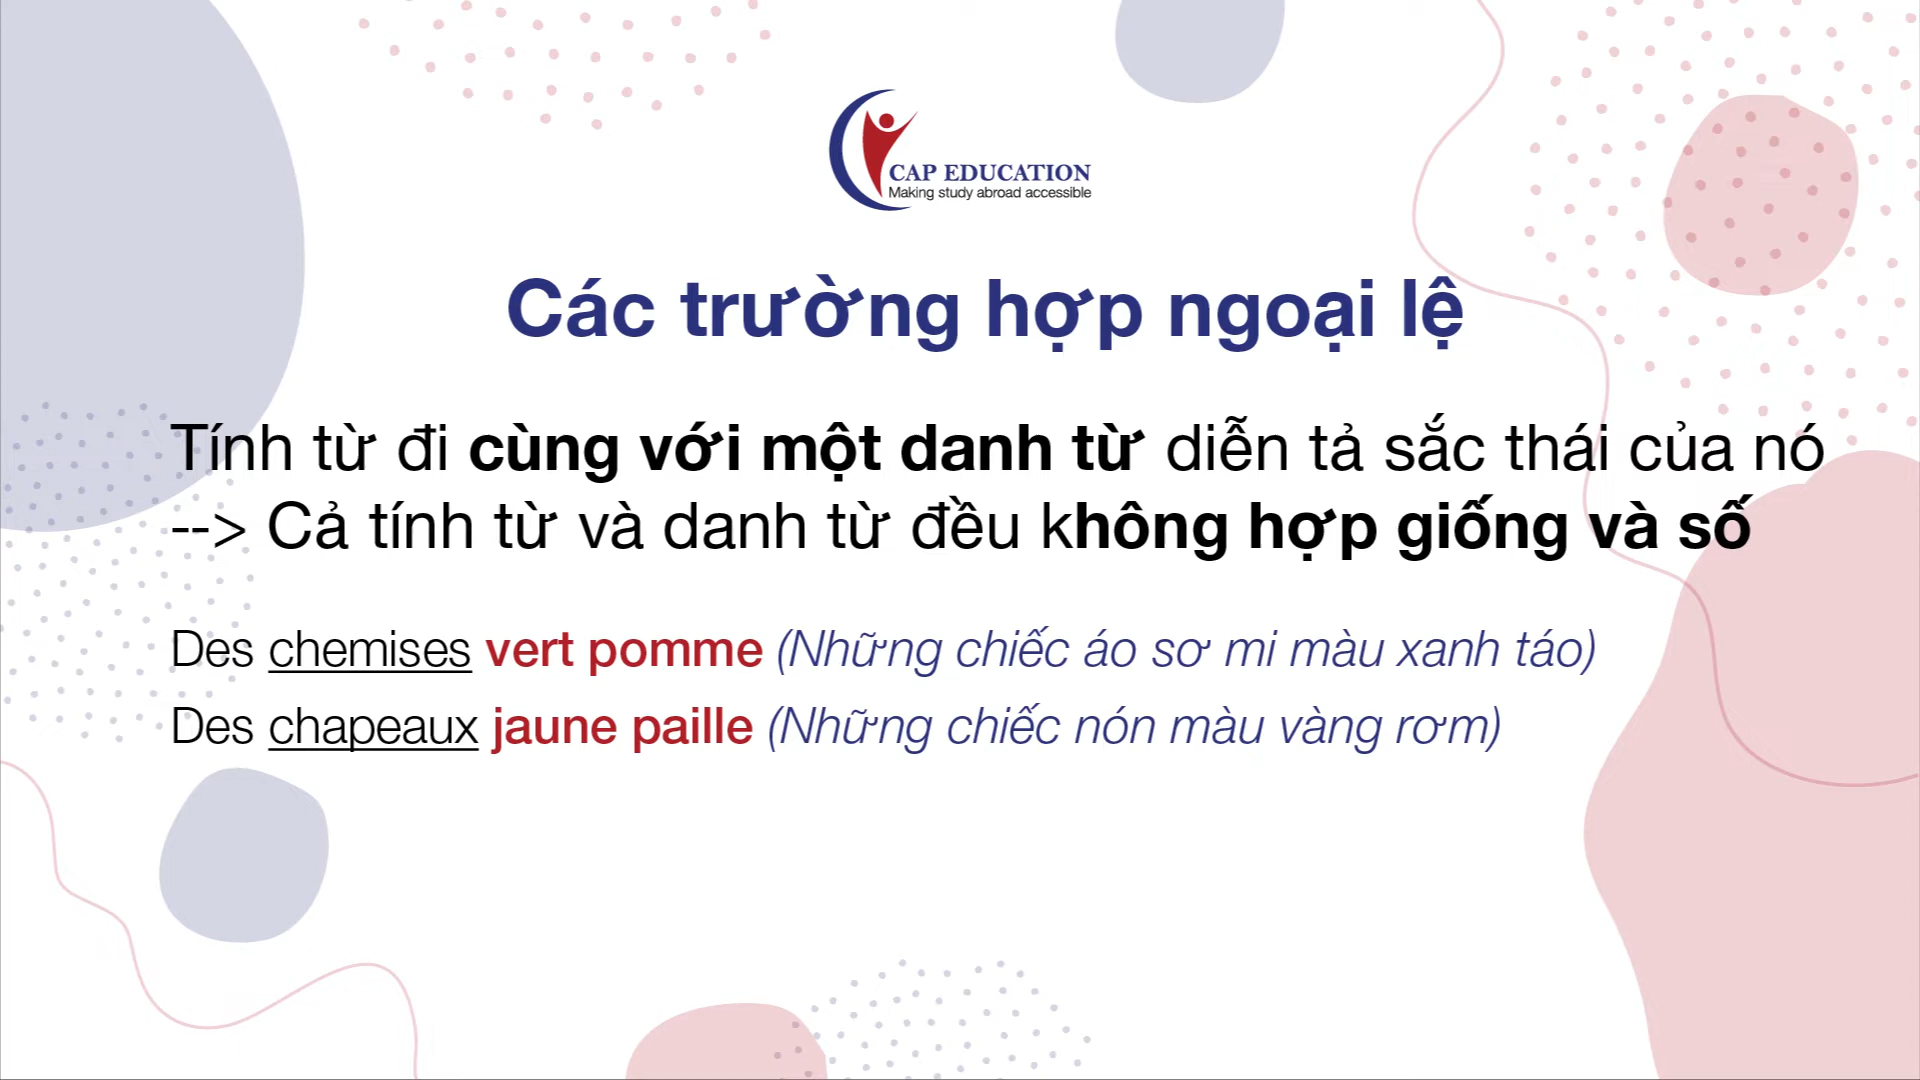 CAP EDUCATION
Making study abroad accessible
Các trường hợp ngoại lệ
Tính từ đi cùng với một danh từ diễn tả sắc thái của nó
--> Cả tính từ và danh từ đều không hợp giống và số
Des chemises vert pomme (Những chiếc áo sơ mi màu xanh táo)
Des chapeaux jaune paille (Những chiếc nón màu vàng rơm)